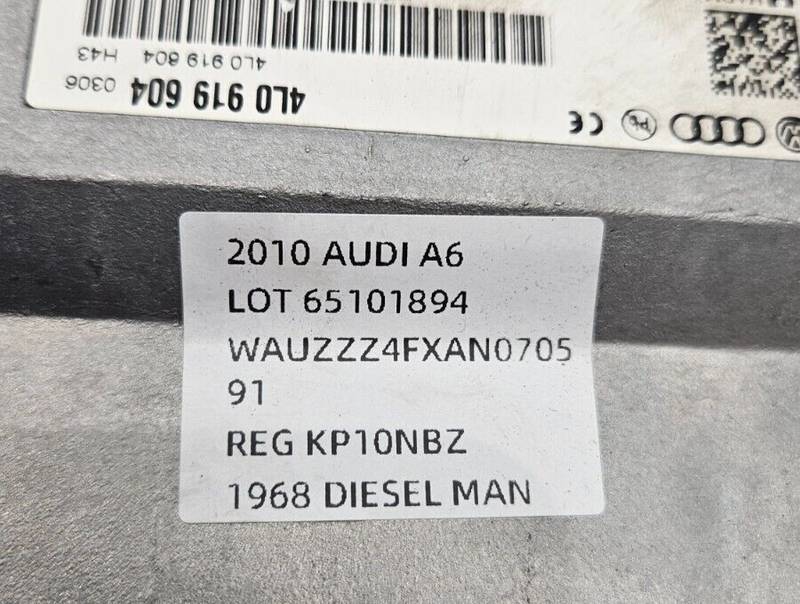 4L0 919 604 H43
4L0 919 604 0306
2010 AUDI A6
LOT 65101894
WAUZZZ4FXAN0705
91
REG KP10NBZ
1968 DIESEL MAN